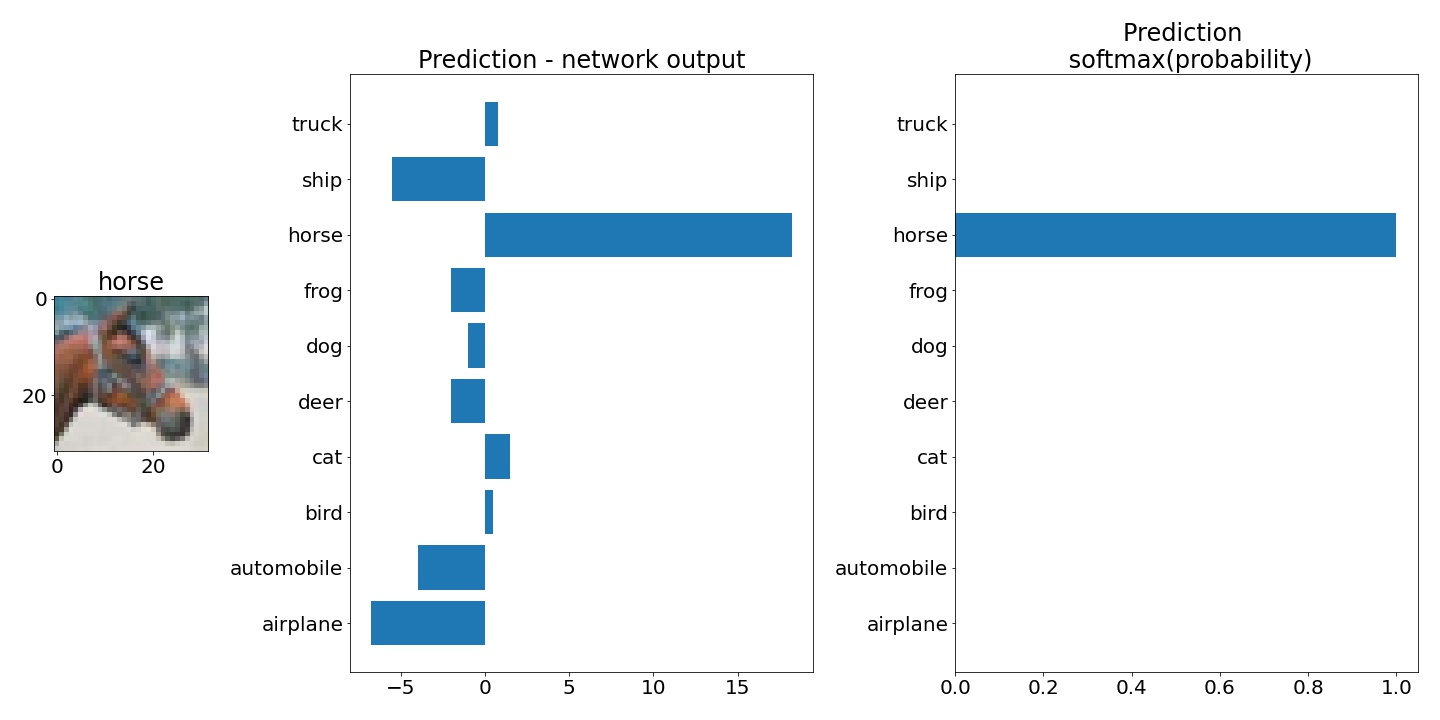 horse
0
20
0 20
Prediction - network output
truck
ship
horse
frog
dog
deer
cat
bird
automobile
airplane
−5 0 5 10 15
Prediction
softmax(probability)
truck
ship
horse
frog
dog
deer
cat
bird
automobile
airplane
0.0 0.2 0.4 0.6 0.8 1.0